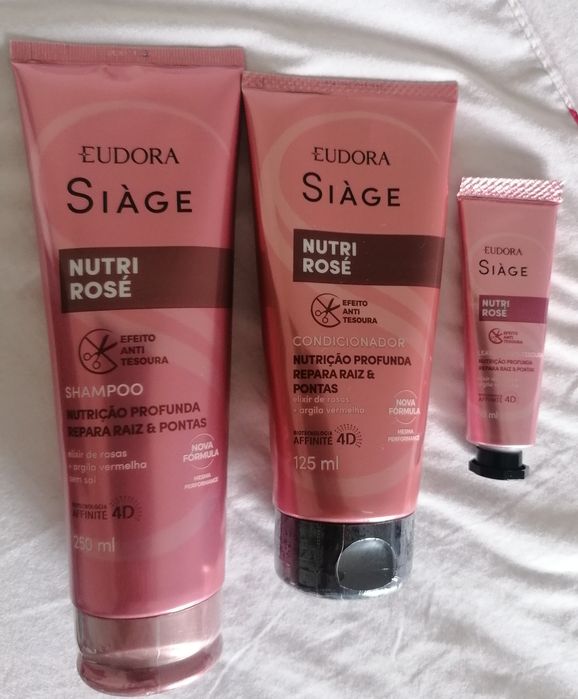 EUDORA
SIÀGE
NUTRI
ROSÉ
EFEITO
ANTI
TESOURA
SHAMPOO
NUTRIÇÃO PROFUNDA
REPARA RAIZ & PONTAS
elixir de rosas
+ argila vermelha
sem sal
NOVA
FÓRMULA
MESMA
PERFORMANCE
BIOTECNOLOGIA
AFFINITÉ 4D
250 ml
EUDORA
SIÀGE
NUTRI
ROSÉ
EFEITO
ANTI
TESOURA
CONDICIONADOR
NUTRIÇÃO PROFUNDA
REPARA RAIZ &
PONTAS
elixir de rosas
+ argila vermelha
NOVA
FÓRMULA
MESMA
PERFORMANCE
BIOTECNOLOGIA
AFFINITÉ 4D
125 ml
EUDORA
SIÀGE
NUTRI
ROSÉ
EFEITO
ANTI
TESOURA
NUTRIÇÃO PROFUNDA
REPARA RAIZ & PONTAS
4D
ml